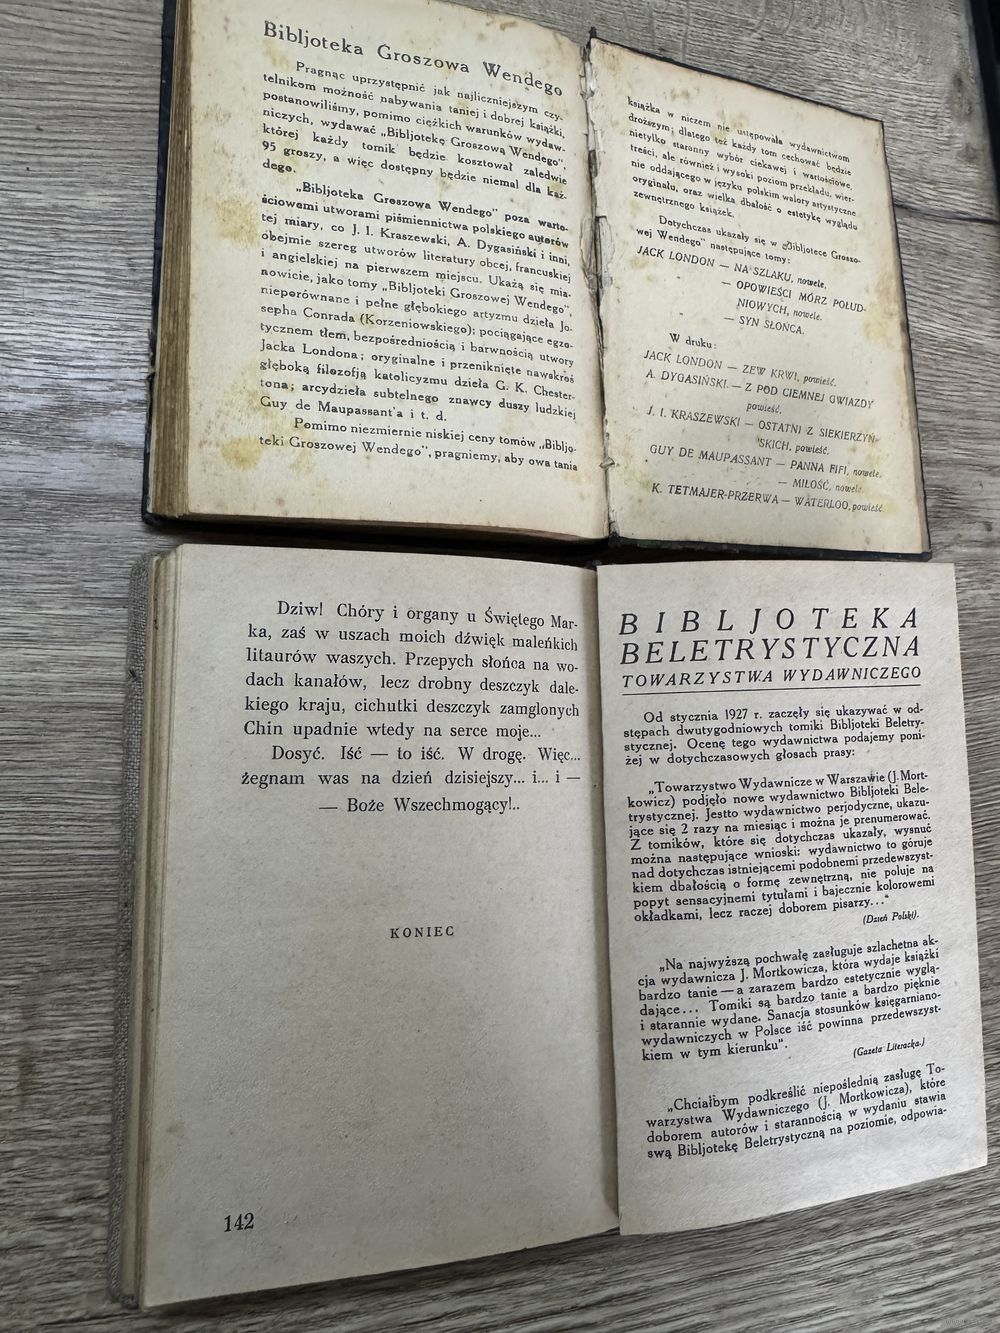 Bibljoteka Groszowa Wendego
Pragnąc uprzystępnić jak najliczniejszym czy-
telnikom możność nabywania taniej i dobrej książki,
postanowiliśmy, pomimo ciężkich warunków wydaw-
niczych, wydawać „Bibljotekę Groszową Wendego",
której każdy tomik będzie kosztował zaledwie
95 groszy, a więc dostępny będzie niemal dla każ-
dego.
„Bibljoteka Groszowa Wendego" poza warto-
ściowemi utworami piśmiennictwa polskiego autorów
tej miary, co J. I. Kraszewski, A. Dygasiński i inni,
obejmie szereg utworów literatury obcej, francuskiej
i angielskiej na pierwszem miejscu. Ukażą się mia-
nowicie, jako tomy „Bibljoteki Groszowej Wendego",
nieporównane i pełne głębokiego artyzmu dzieła Jo-
sepha Conrada (Korzeniowskiego); pociągające egzo-
tycznem tłem, bezpośredniością i barwnością utwory
Jacka Londona; oryginalne i przeniknięte nawskroś
głęboką filozofją katolicyzmu dzieła G. K. Chester-
tona; arcydzieła subtelnego znawcy duszy ludzkiej
Guy de Maupassant'a i t. d.
Pomimo niezmiernie niskiej ceny tomów „Bibljo-
teki Groszowej Wendego", pragniemy, aby owa tania
książka w niczem nie ustępowała wydawnictwom
droższym; dlatego też każdy tom cechować będzie
nietylko staranny wybór ciekawej i wartościowej
treści, ale również i wysoki poziom przekładu, wier-
nie oddającego w języku polskim walory artystyczne
oryginału, oraz wielka dbałość o estetykę wyglądu
zewnętrznego książek.
Dotychczas ukazały się w „Bibljotece Groszo-
wej Wendego" następujące tomy:
JACK LONDON — NA SZLAKU, nowele.
— OPOWIEŚCI MÓRZ POŁUD-
NIOWYCH, nowele.
— SYN SŁOŃCA.
W druku:
JACK LONDON — ZEW KRWI, powieść.
A. DYGASIŃSKI — Z POD CIEMNEJ GWIAZDY
powieść.
J. I. KRASZEWSKI — OSTATNI Z SIEKIERZYŃ-
SKICH, powieść.
GUY DE MAUPASSANT — PANNA FIFI, nowele.
— MIŁOŚĆ, nowele.
K. TETMAJER-PRZERWA — WATERLOO, powieść.
Dziw! Chóry i organy u Świętego Mar-
ka, zaś w uszach moich dźwięk maleńkich
litaurów waszych. Przepych słońca na wo-
dach kanałów, lecz drobny deszczyk dale-
kiego kraju, cichutki deszczyk zamglonych
Chin upadnie wtedy na serce moje...
Dosyć. Iść — to iść. W drogę. Więc...
żegnam was na dzień dzisiejszy... i... i —
— Boże Wszechmogący!..
KONIEC
142
BIBLJOTEKA
BELETRYSTYCZNA
TOWARZYSTWA WYDAWNICZEGO
Od stycznia 1927 r. zaczęły się ukazywać w od-
stępach dwutygodniowych tomiki Bibljoteki Beletry-
stycznej. Ocenę tego wydawnictwa podajemy poni-
żej w dotychczasowych głosach prasy:
„Towarzystwo Wydawnicze w Warszawie (J. Mort-
kowicz) podjęło nowe wydawnictwo Bibljoteki Bele-
trystycznej. Jestto wydawnictwo perjodyczne, ukazu-
jące się 2 razy na miesiąc i można je prenumerować.
Z tomików, które się dotychczas ukazały, wysnuć
można następujące wnioski: wydawnictwo to góruje
nad dotychczas istniejącemi podobnemi przedewszyst-
kiem dbałością o formę zewnętrzną, nie poluje na
popyt sensacyjnemi tytułami i bajecznie kolorowemi
okładkami, lecz raczej doborem pisarzy..."
(Dzień Polski).
„Na najwyższą pochwałę zasługuje szlachetna ak-
cja wydawnicza J. Mortkowicza, która wydaje książki
bardzo tanie — a zarazem bardzo estetycznie wyglą-
dające... Tomiki są bardzo tanie a bardzo pięknie
i starannie wydane. Sanacja stosunków księgarniano-
wydawniczych w Polsce iść powinna przedewszyst-
kiem w tym kierunku".
(Gazeta Literacka.)
„Chciałbym podkreślić niepoślednią zasługę To-
warzystwa Wydawniczego (J. Mortkowicza), które
doborem autorów i starannością w wydaniu stawia
swą Bibljotekę Beletrystyczną na poziomie, odpowia-